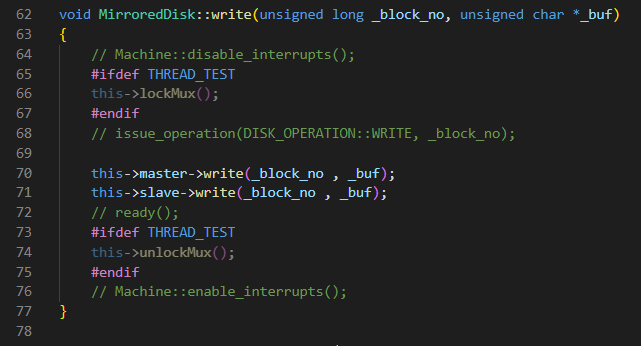 62 void MirroredDisk::write(unsigned long _block_no, unsigned char *_buf)
63 {
64     // Machine::disable_interrupts();
65     #ifdef THREAD_TEST
66     this->lockMux();
67     #endif
68     // issue_operation(DISK_OPERATION::WRITE, _block_no);
69
70     this->master->write(_block_no , _buf);
71     this->slave->write(_block_no , _buf);
72     // ready();
73     #ifdef THREAD_TEST
74     this->unlockMux();
75     #endif
76     // Machine::enable_interrupts();
77 }
78